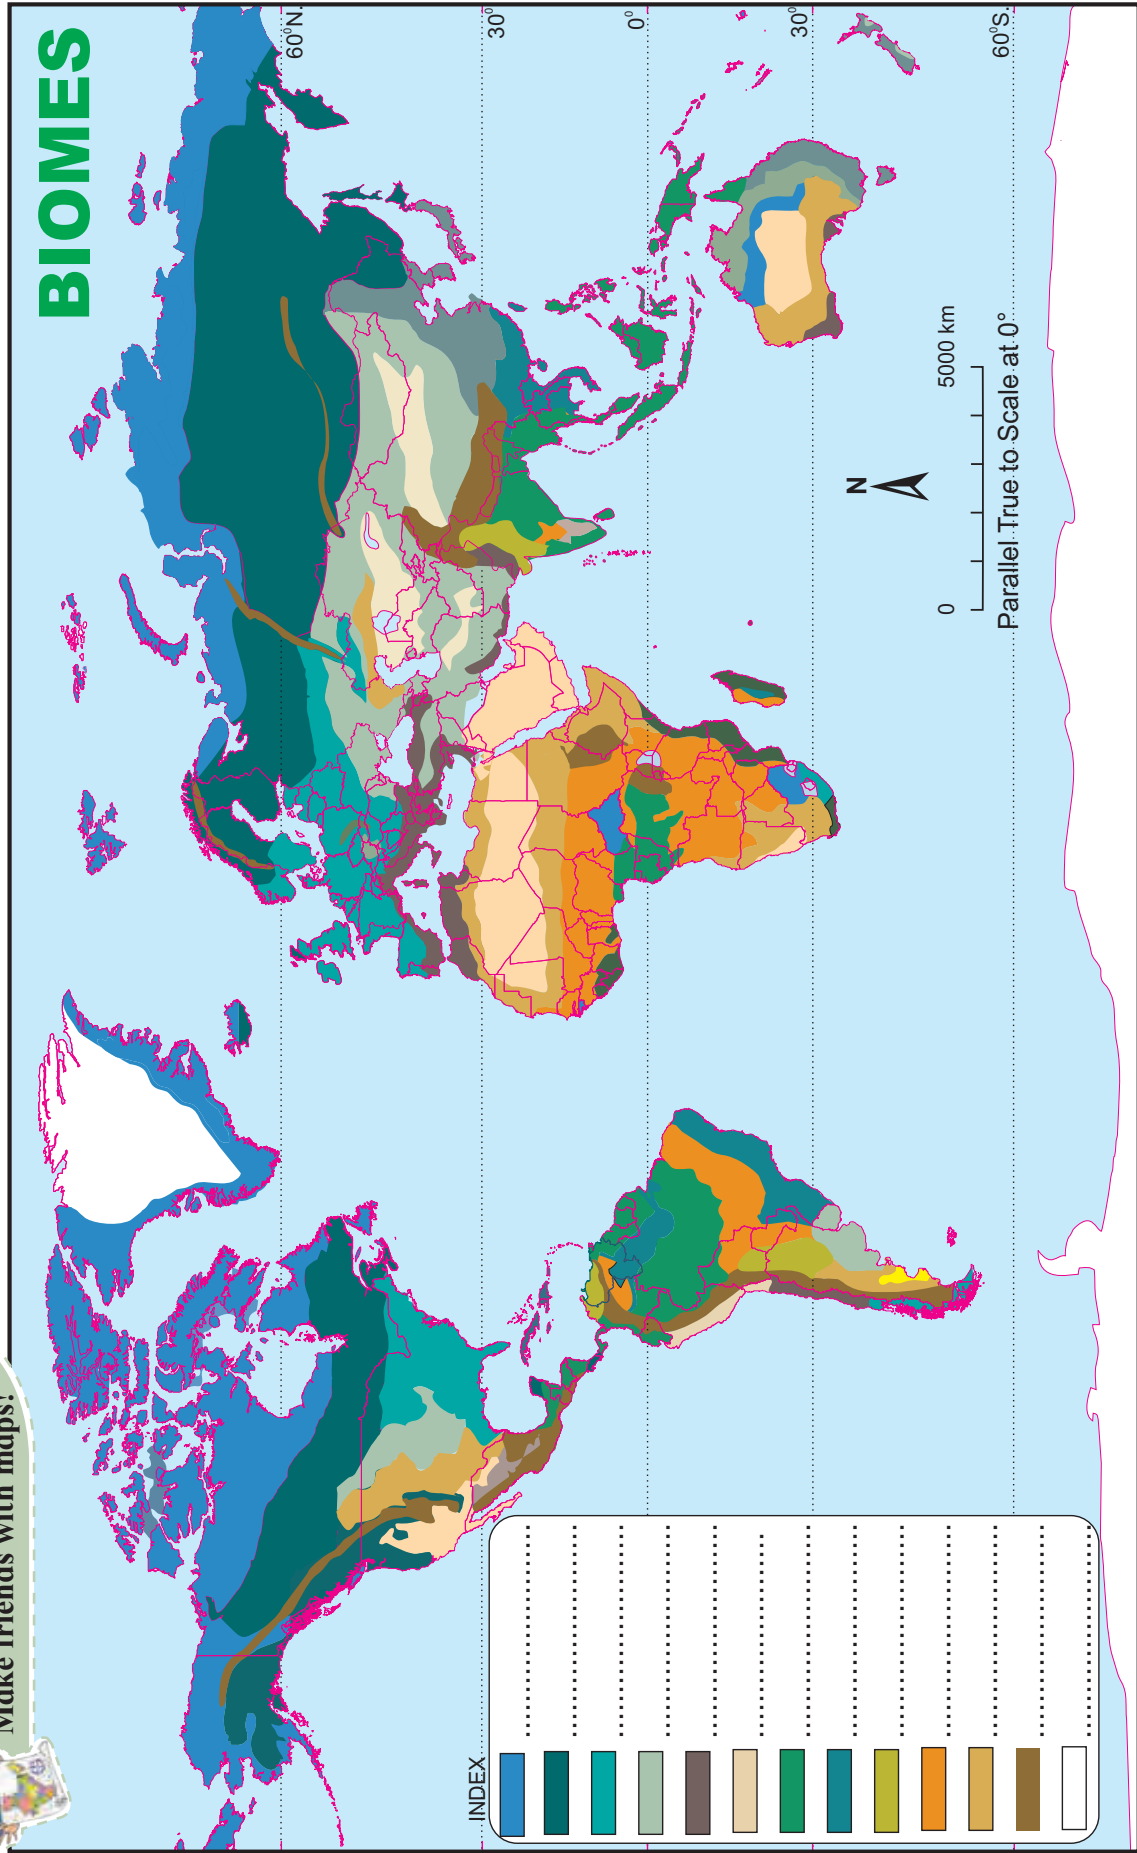 Make friends with maps!
BIOMES
60°N.
30°
0°
30°
60°S.
N
0 5000 km
Parallel True to Scale at 0°
INDEX